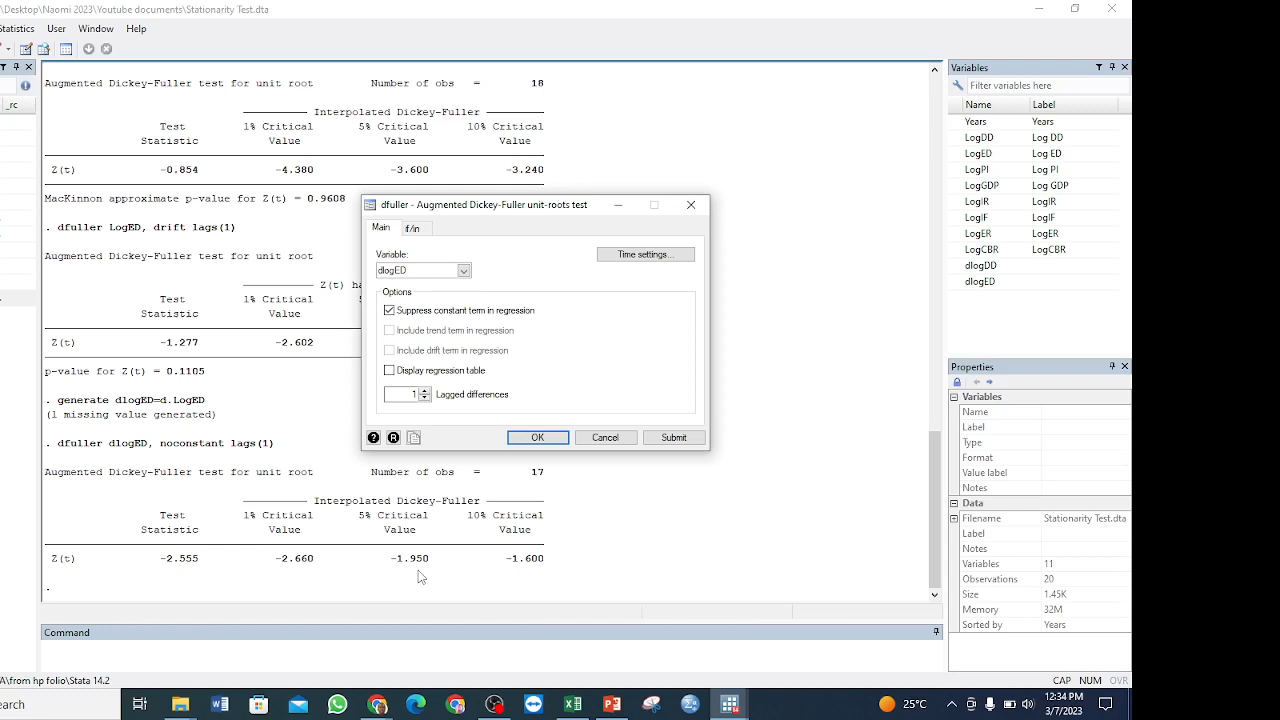 \Desktop\Naomi 2023\Youtube documents\Stationarity Test.dta
Statistics User Window Help
_rc
Augmented Dickey-Fuller test for unit root Number of obs = 18
Interpolated Dickey-Fuller
Test 1% Critical 5% Critical 10% Critical
Statistic Value Value Value
Z(t) -0.854 -4.380 -3.600 -3.240
MacKinnon approximate p-value for Z(t) = 0.9608
. dfuller LogED, drift lags(1)
Augmented Dickey-Fuller test for unit root
Z(t) ha
Test 1% Critical
Statistic Value
Z(t) -1.277 -2.602
p-value for Z(t) = 0.1105
. generate dlogED=d.LogED
(1 missing value generated)
. dfuller dlogED, noconstant lags(1)
Augmented Dickey-Fuller test for unit root Number of obs = 17
Interpolated Dickey-Fuller
Test 1% Critical 5% Critical 10% Critical
Statistic Value Value Value
Z(t) -2.555 -2.660 -1.950 -1.600
.
Command
dfuller - Augmented Dickey-Fuller unit-roots test
Main if/in
Variable:
dlogED
Time settings...
Options
Suppress constant term in regression
Include trend term in regression
Include drift term in regression
Display regression table
1 Lagged differences
OK Cancel Submit
Variables
Filter variables here
Name Label
Years Years
LogDD Log DD
LogED Log ED
LogPI Log PI
LogGDP Log GDP
LogIR LogIR
LogIF LogIF
LogER LogER
LogCBR LogCBR
dlogDD
dlogED
Properties
Variables
Name
Label
Type
Format
Value label
Notes
Data
Filename Stationarity Test.dta
Label
Notes
Variables 11
Observations 20
Size 1.45K
Memory 32M
Sorted by Years
/A\from hp folio\Stata 14.2
CAP NUM OVR
earch
25°C
12:34 PM
3/7/2023